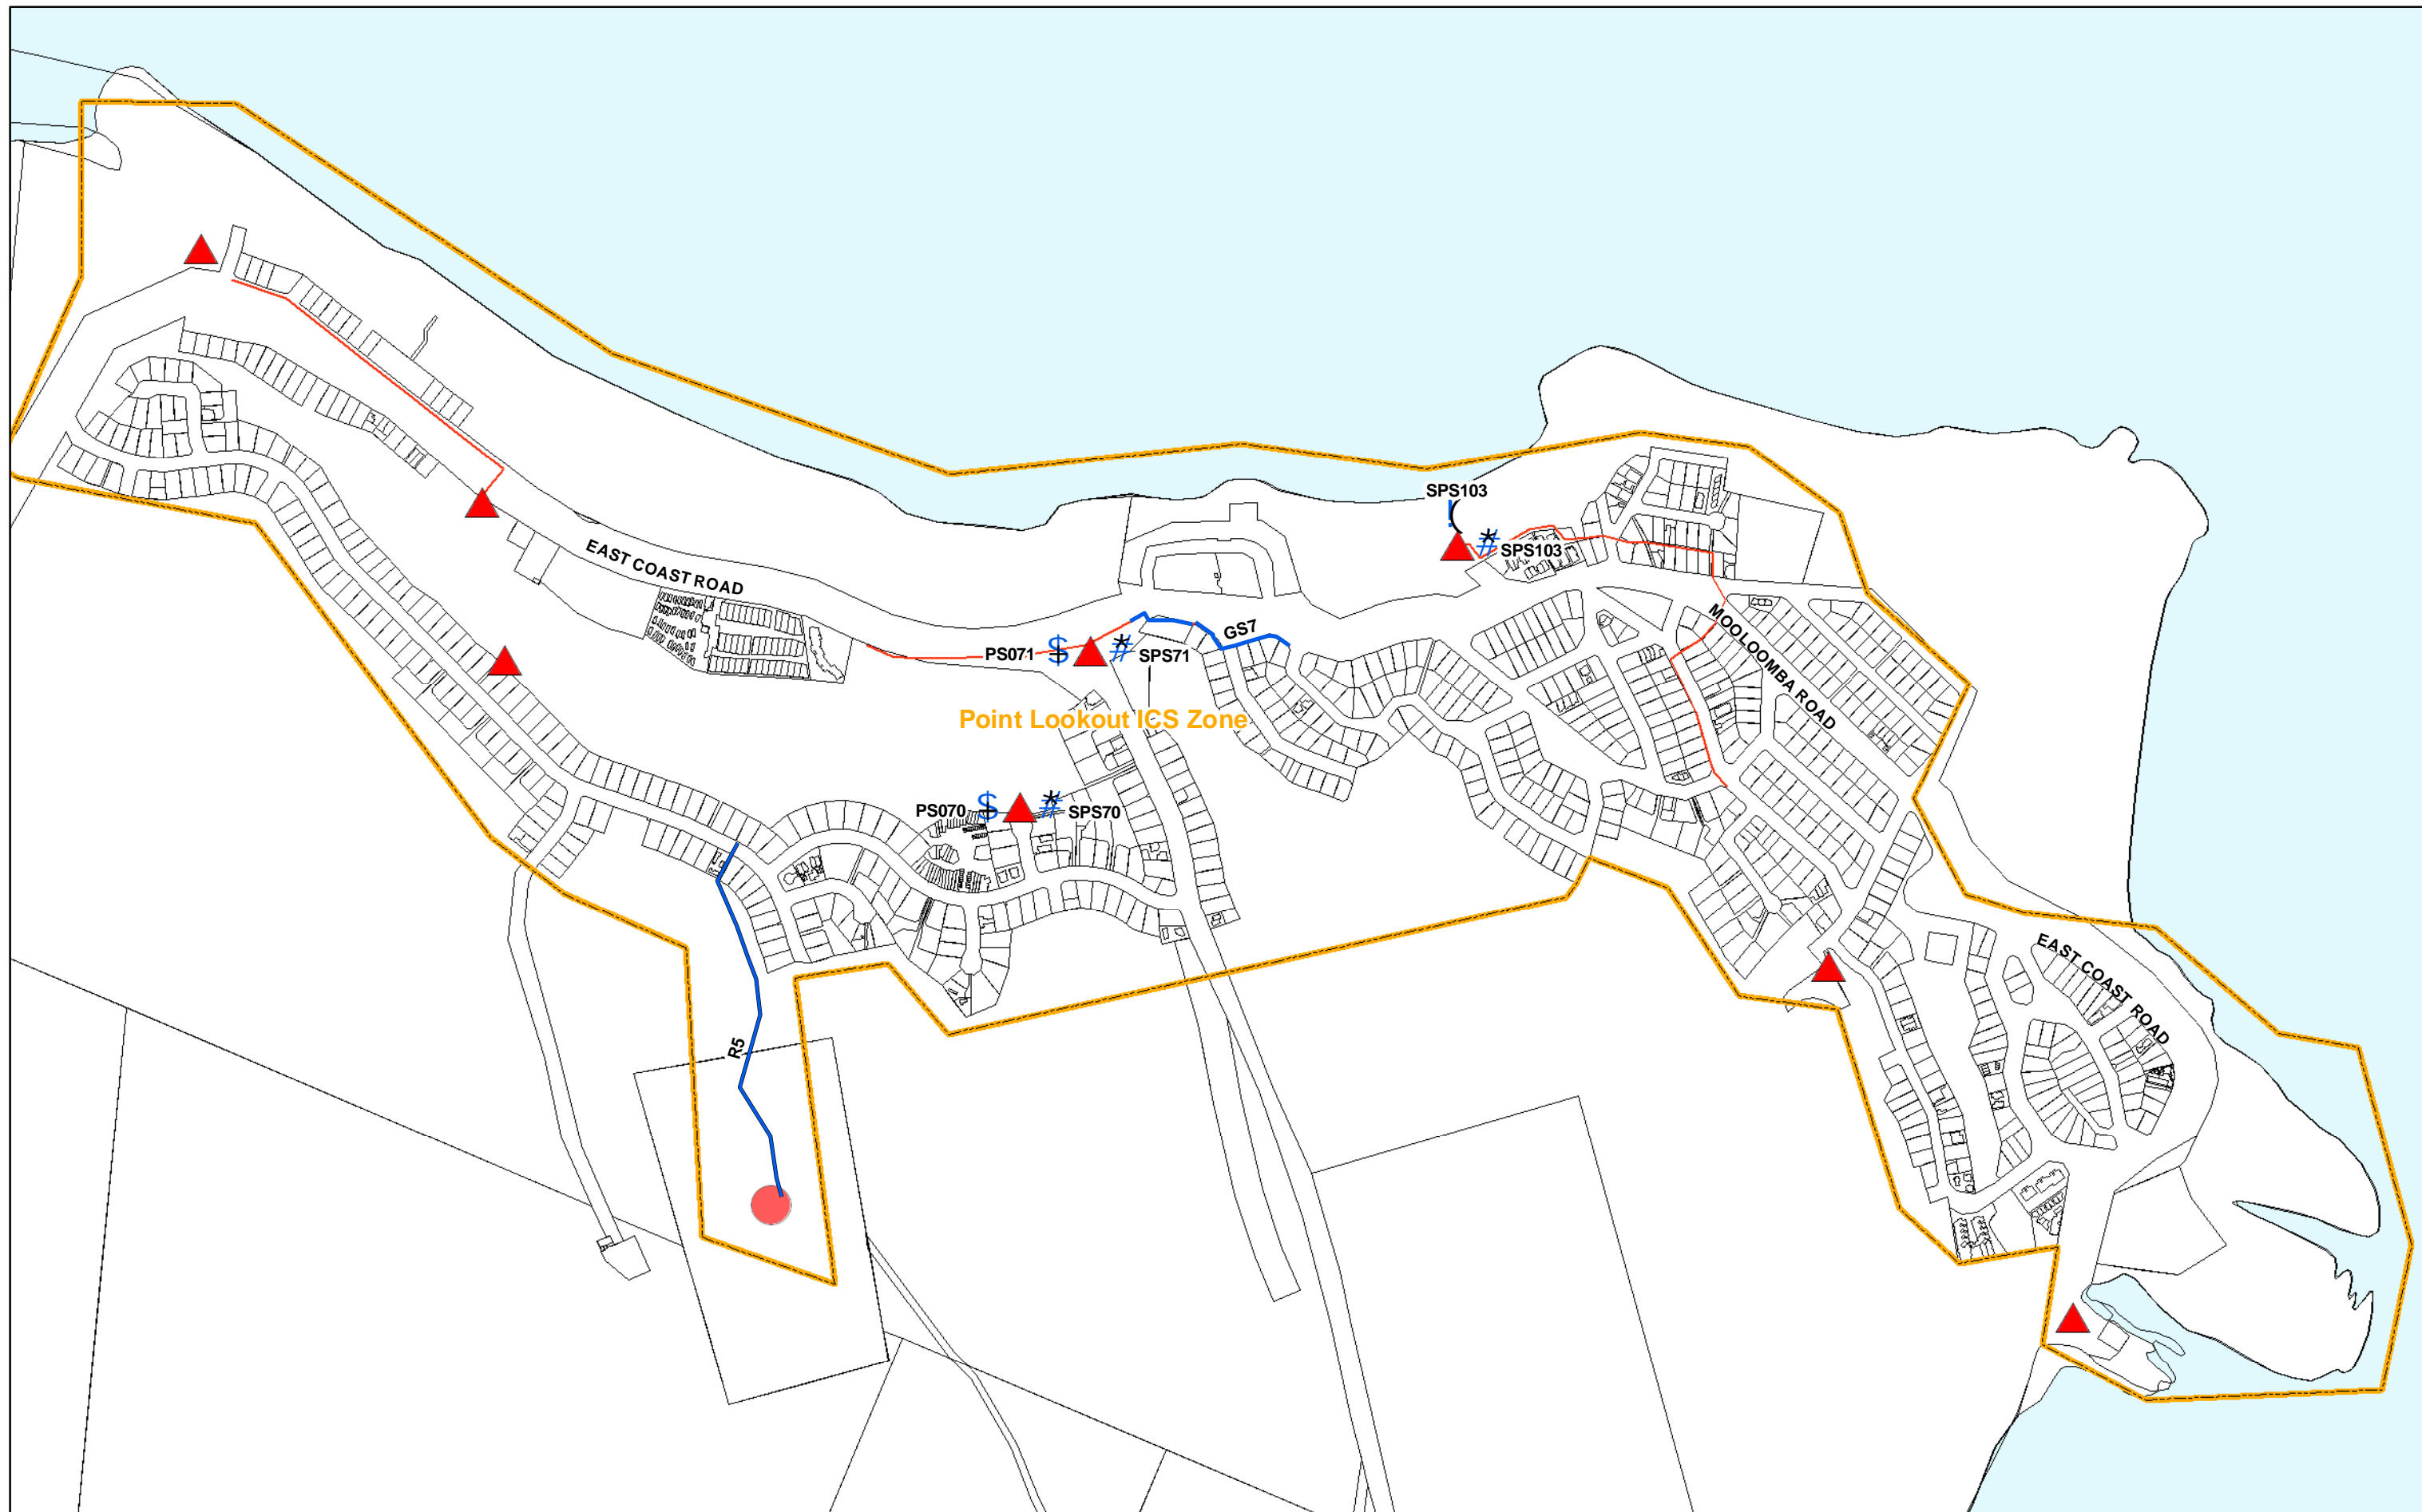 SPS103
SPS103
EAST COAST ROAD
GS7
MOOLOOMBA ROAD
PS071 $ * # SPS71
Point Lookout ICS Zone
PS070 $ * # SPS70
EAST COAST ROAD
R5